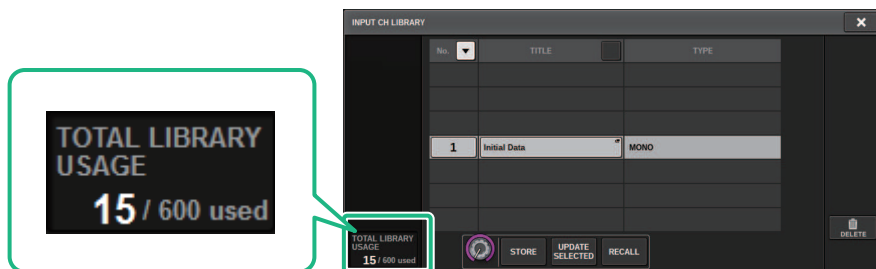 INPUT CH LIBRARY
No.
TITLE
TYPE
1
Initial Data
MONO
TOTAL LIBRARY
USAGE
15 / 600 used
TOTAL LIBRARY
USAGE
15 / 600 used
STORE
UPDATE
SELECTED
RECALL
DELETE